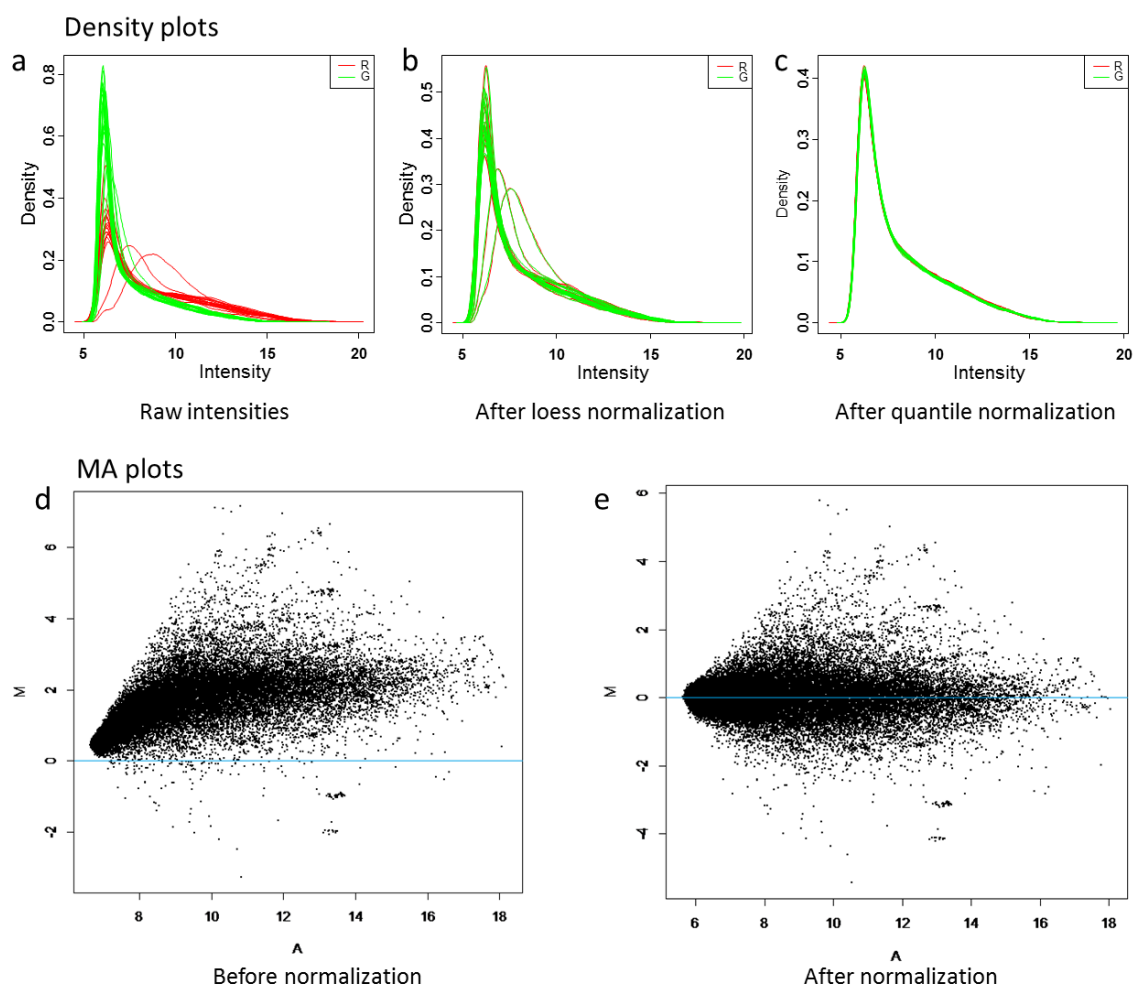 Density plots
a
b
c
R
G
R
G
R
G
0.0 0.2 0.4 0.6 0.8
Density
5 10 15 20
Intensity
0.0 0.1 0.2 0.3 0.4 0.5
Density
5 10 15 20
Intensity
0.0 0.1 0.2 0.3 0.4
Density
5 10 15 20
Intensity
Raw intensities
After loess normalization
After quantile normalization
MA plots
d
e
-2 0 2 4 6
M
8 10 12 14 16 18
A
-4 -2 0 2 4 6
M
6 8 10 12 14 16 18
A
Before normalization
After normalization